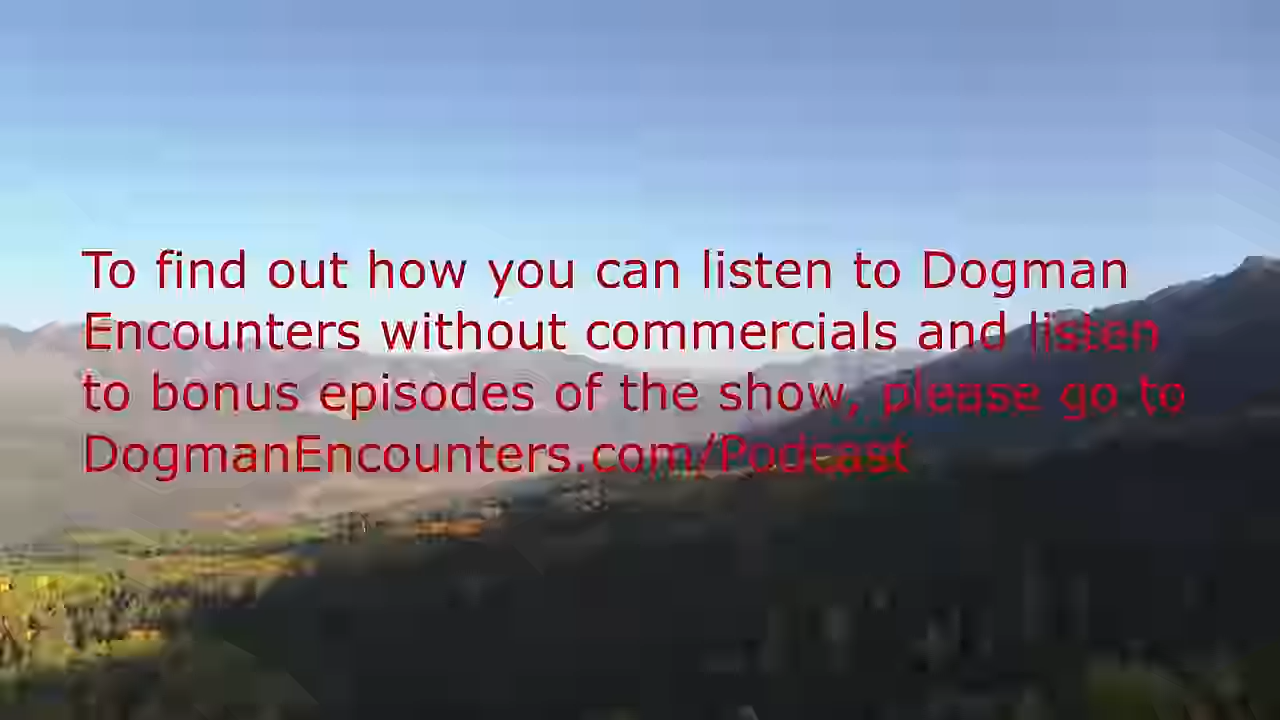 To find out how you can listen to Dogman
Encounters without commercials and listen
to bonus episodes of the show, please go to
DogmanEncounters.com/Podcast